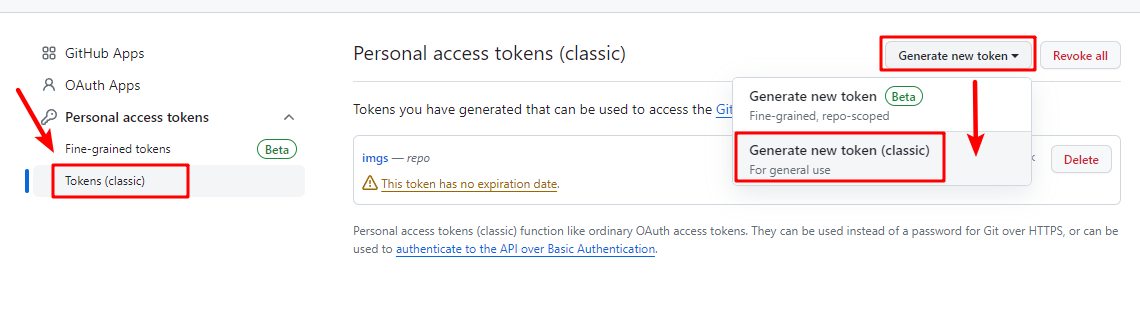 GitHub Apps
OAuth Apps
Personal access tokens
Fine-grained tokens Beta
Tokens (classic)
Personal access tokens (classic)
Generate new token
Revoke all
Generate new token Beta
Fine-grained, repo-scoped
Generate new token (classic)
For general use
Tokens you have generated that can be used to access the
imgs — repo
Delete
This token has no expiration date.
Personal access tokens (classic) function like ordinary OAuth access tokens. They can be used instead of a password for Git over HTTPS, or can be
used to authenticate to the API over Basic Authentication.